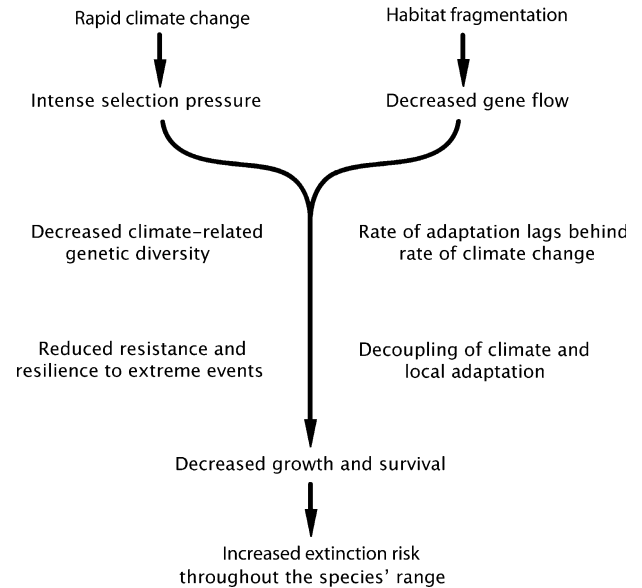 Rapid climate change
Habitat fragmentation
Intense selection pressure
Decreased gene flow
Decreased climate-related
genetic diversity
Rate of adaptation lags behind
rate of climate change
Reduced resistance and
resilience to extreme events
Decoupling of climate and
local adaptation
Decreased growth and survival
Increased extinction risk
throughout the species' range